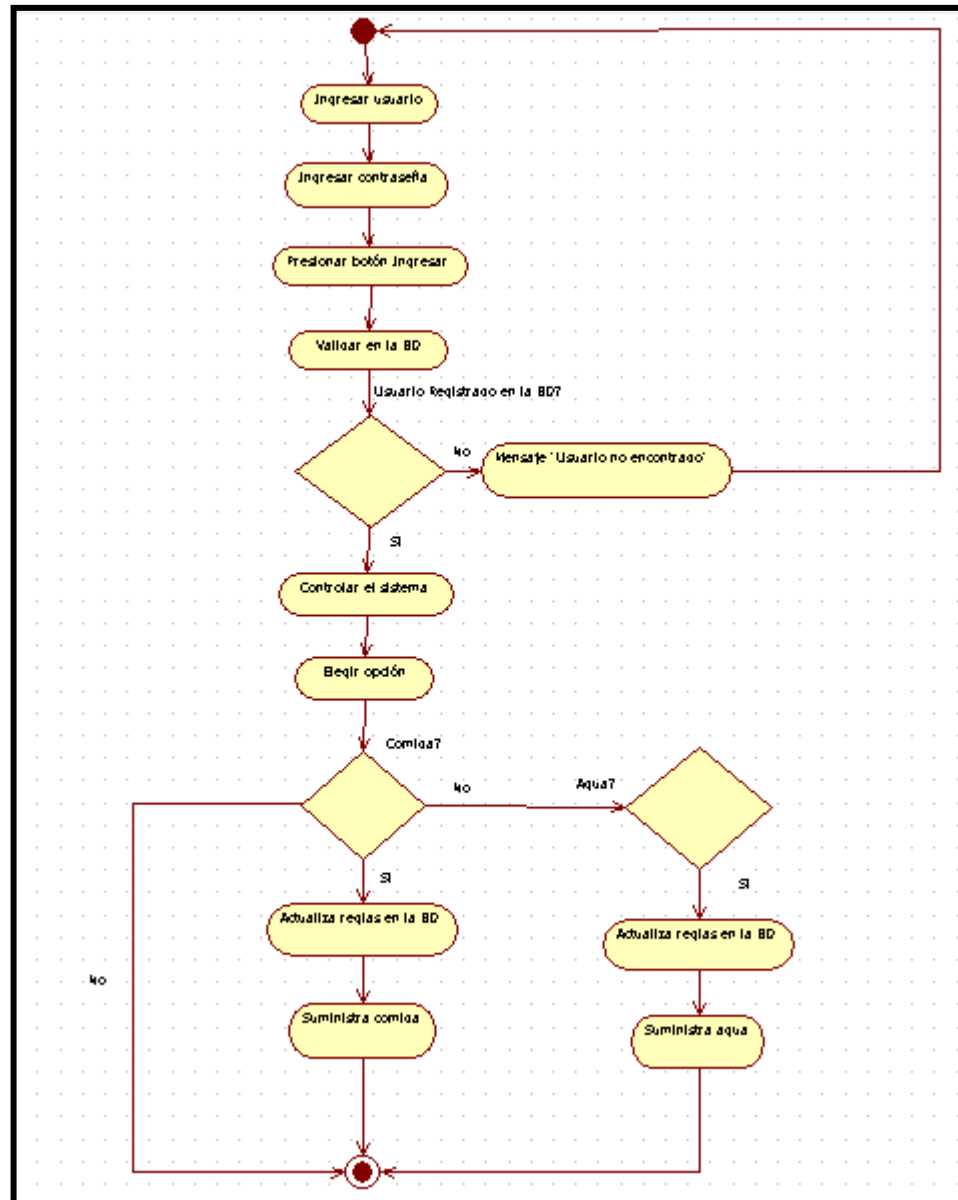 Ingresar usuario
Ingresar contraseña
Presionar botón Ingresar
Validar en la BD
Usuario Registrado en la BD?
No
Mensaje "Usuario no encontrado"
Si
Controlar el sistema
Elegir opción
Comida?
No
Agua?
Si
Si
Actualiza reglas en la BD
Actualiza reglas en la BD
No
Suministra comida
Suministra agua